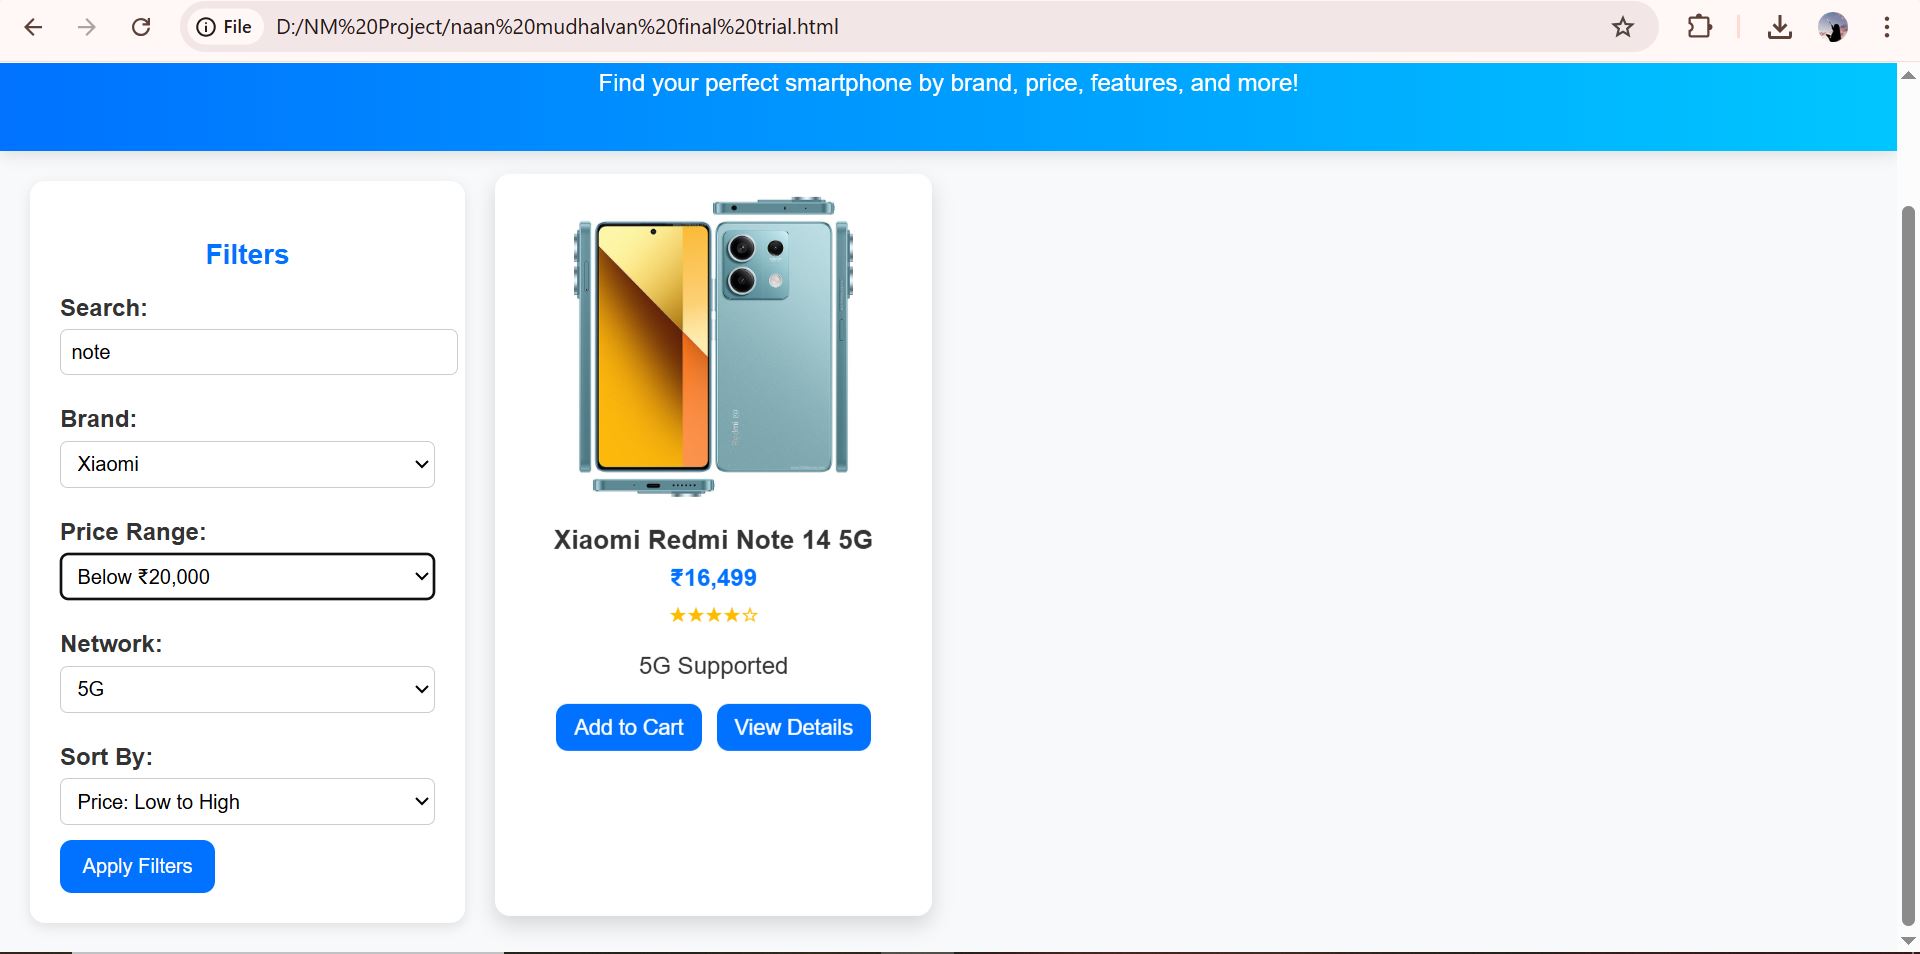 File
D:/NM%20Project/naan%20mudhalvan%20final%20trial.html
Find your perfect smartphone by brand, price, features, and more!
Filters
Search:
note
Brand:
Xiaomi
Price Range:
Below ₹20,000
Network:
5G
Sort By:
Price: Low to High
Apply Filters
Xiaomi Redmi Note 14 5G
₹16,499
★★★★☆
5G Supported
Add to Cart
View Details